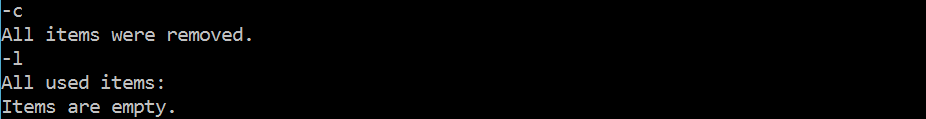 -c
All items were removed.
-l
All used items:
Items are empty.